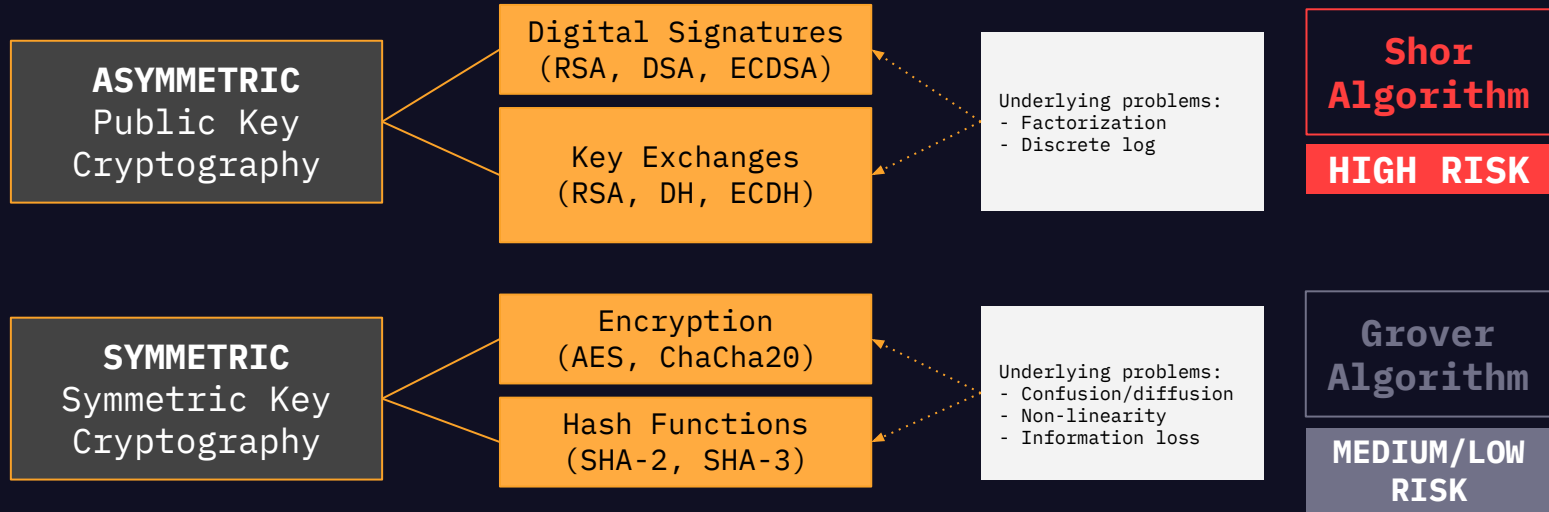 ASYMMETRIC
Public Key
Cryptography
Digital Signatures
(RSA, DSA, ECDSA)
Key Exchanges
(RSA, DH, ECDH)
Underlying problems:
- Factorization
- Discrete log
Shor
Algorithm
HIGH RISK
SYMMETRIC
Symmetric Key
Cryptography
Encryption
(AES, ChaCha20)
Hash Functions
(SHA-2, SHA-3)
Underlying problems:
- Confusion/diffusion
- Non-linearity
- Information loss
Grover
Algorithm
MEDIUM/LOW
RISK